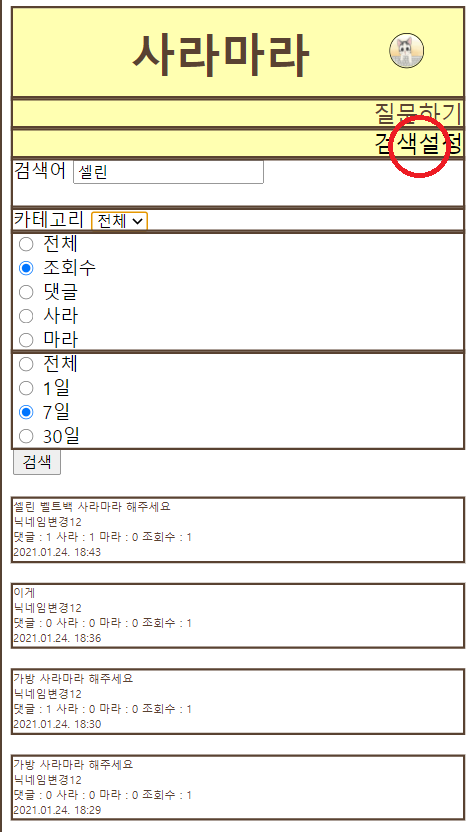 사라마라
질문하기
검색설정
검색어 셀린
카테고리 전체
전체
조회수
댓글
사라
마라
전체
1일
7일
30일
검색
셀린 벨트백 사라마라 해주세요
닉네임변경12
댓글 : 1 사라 : 1 마라 : 0 조회수 : 1
2021.01.24. 18:43
이게
닉네임변경12
댓글 : 0 사라 : 0 마라 : 0 조회수 : 1
2021.01.24. 18:36
가방 사라마라 해주세요
닉네임변경12
댓글 : 1 사라 : 0 마라 : 0 조회수 : 1
2021.01.24. 18:30
가방 사라마라 해주세요
닉네임변경12
댓글 : 0 사라 : 0 마라 : 0 조회수 : 1
2021.01.24. 18:29